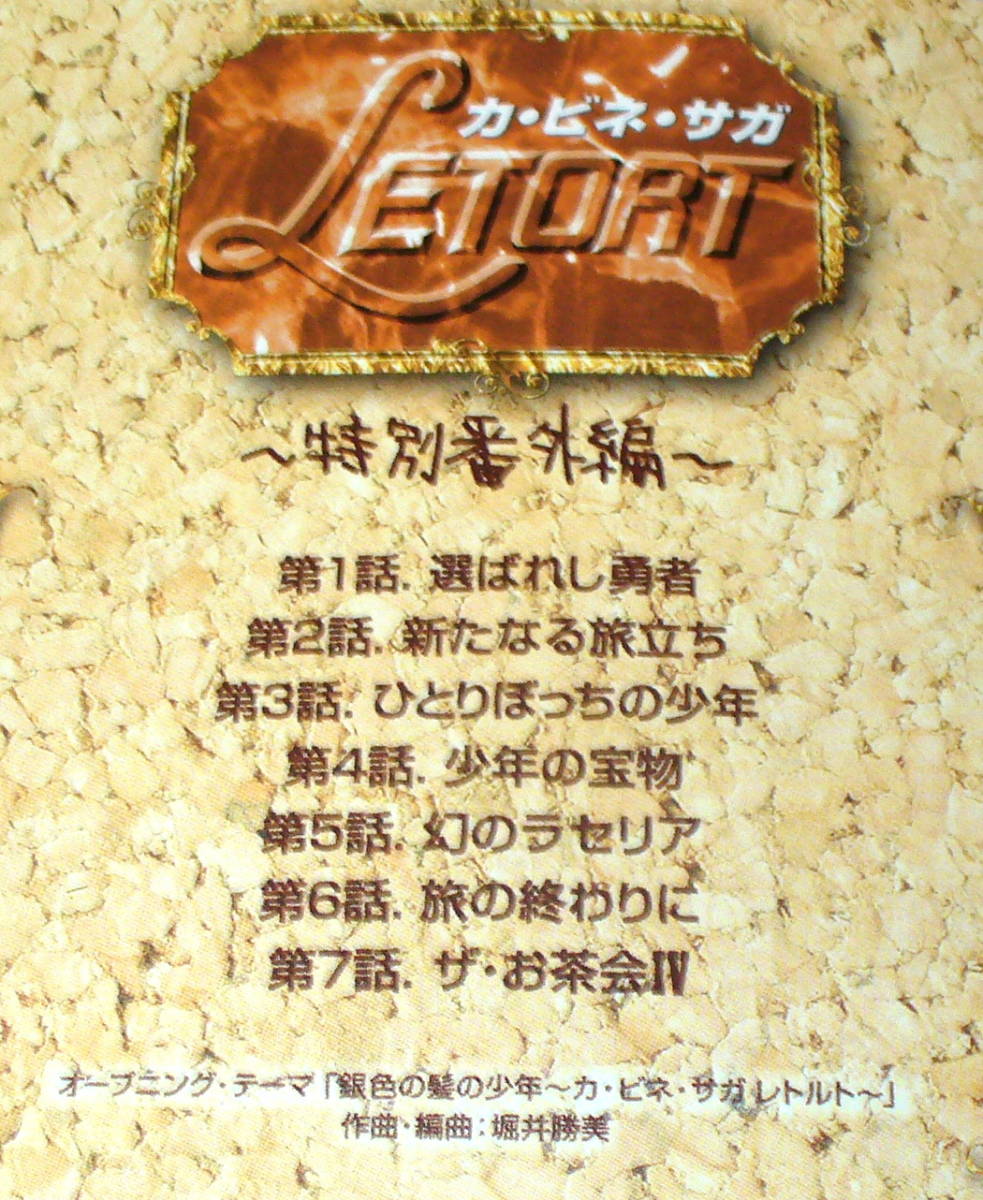 カ・ビネ・サガ
LETORT
～特別番外編～
第1話. 選ばれし勇者
第2話. 新たなる旅立ち
第3話. ひとりぼっちの少年
第4話. 少年の宝物
第5話. 幻のラセリア
第6話. 旅の終わりに
第7話. ザ・お茶会Ⅳ
オープニング・テーマ「銀色の髪の少年～カ・ビネ・サガ レトルト～」
作曲・編曲：堀井勝美